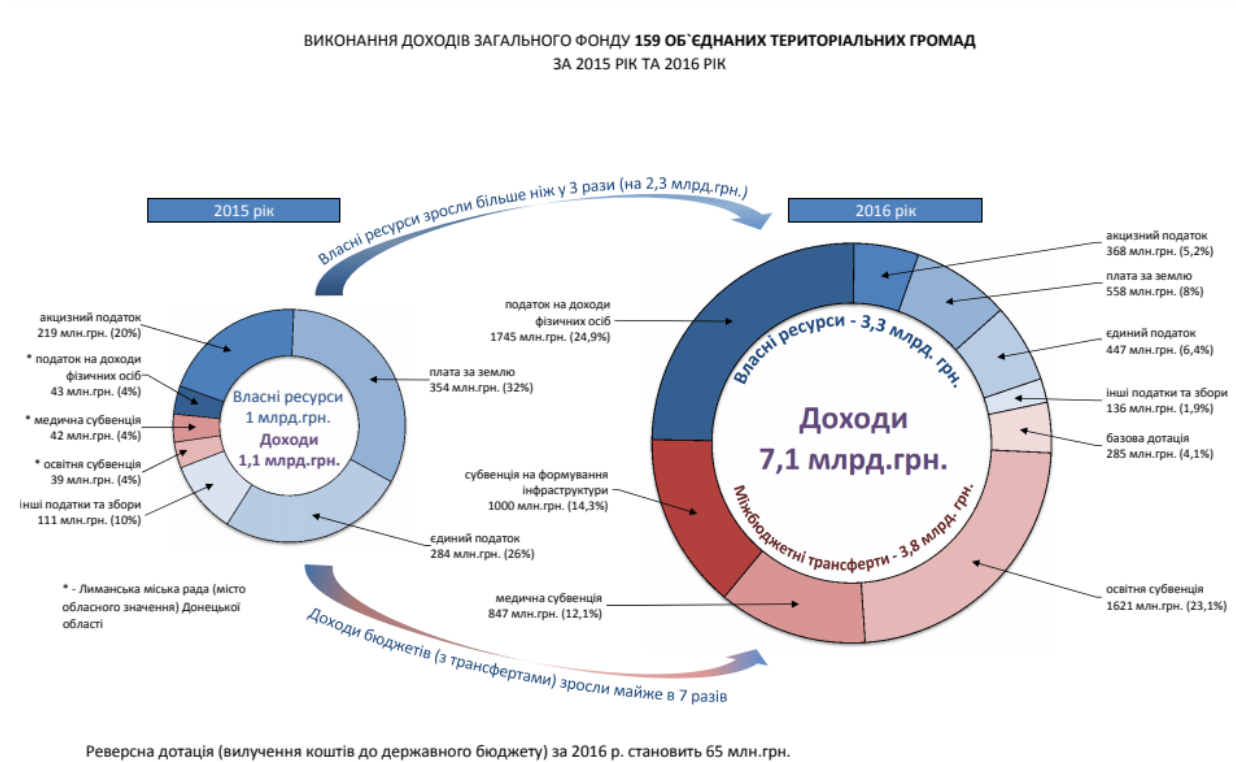 ВИКОНАННЯ ДОХОДІВ ЗАГАЛЬНОГО ФОНДУ 159 ОБ`ЄДНАНИХ ТЕРИТОРІАЛЬНИХ ГРОМАД
ЗА 2015 РІК ТА 2016 РІК
Власні ресурси зросли більше ніж у 3 рази (на 2,3 млрд.грн.)
2015 рік
акцизний податок
219 млн.грн. (20%)
* податок на доходи
фізичних осіб
43 млн.грн. (4%)
* медична субвенція
42 млн.грн. (4%)
* освітня субвенція
39 млн.грн. (4%)
інші податки та збори
111 млн.грн. (10%)
Власні ресурси
1 млрд.грн.
Доходи
1,1 млрд.грн.
плата за землю
354 млн.грн. (32%)
єдиний податок
284 млн.грн. (26%)
* - Лиманська міська рада (місто
обласного значення) Донецької
області
2016 рік
податок на доходи
фізичних осіб
1745 млн.грн. (24,9%)
субвенція на формування
інфраструктури
1000 млн.грн. (14,3%)
медична субвенція
847 млн.грн. (12,1%)
Власні ресурси - 3,3 млрд. грн.
Доходи
7,1 млрд.грн.
Міжбюджетні трансферти - 3,8 млрд. грн.
акцизний податок
368 млн.грн. (5,2%)
плата за землю
558 млн.грн. (8%)
єдиний податок
447 млн.грн. (6,4%)
інші податки та збори
136 млн.грн. (1,9%)
базова дотація
285 млн.грн. (4,1%)
освітня субвенція
1621 млн.грн. (23,1%)
Доходи бюджетів (з трансфертами) зросли майже в 7 разів
Реверсна дотація (вилучення коштів до державного бюджету) за 2016 р. становить 65 млн.грн.